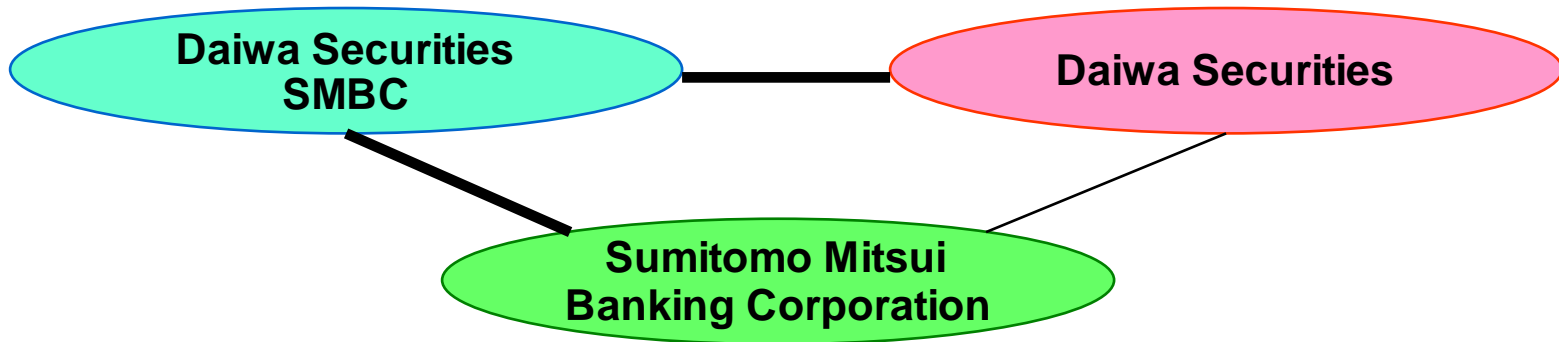 Daiwa Securities
SMBC
Daiwa Securities
Sumitomo Mitsui
Banking Corporation